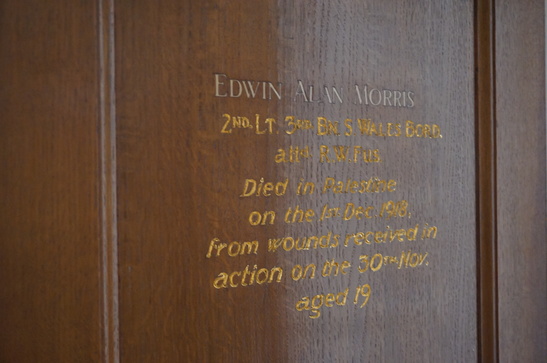 EDWIN ALAN MORRIS
2ND. LT. 3RD. BN. S. WALES BORD.
attd. R.W. FUS.
Died in Palestine
on the 1st Dec. 1918,
from wounds received in
action on the 30TH Nov.
aged 19